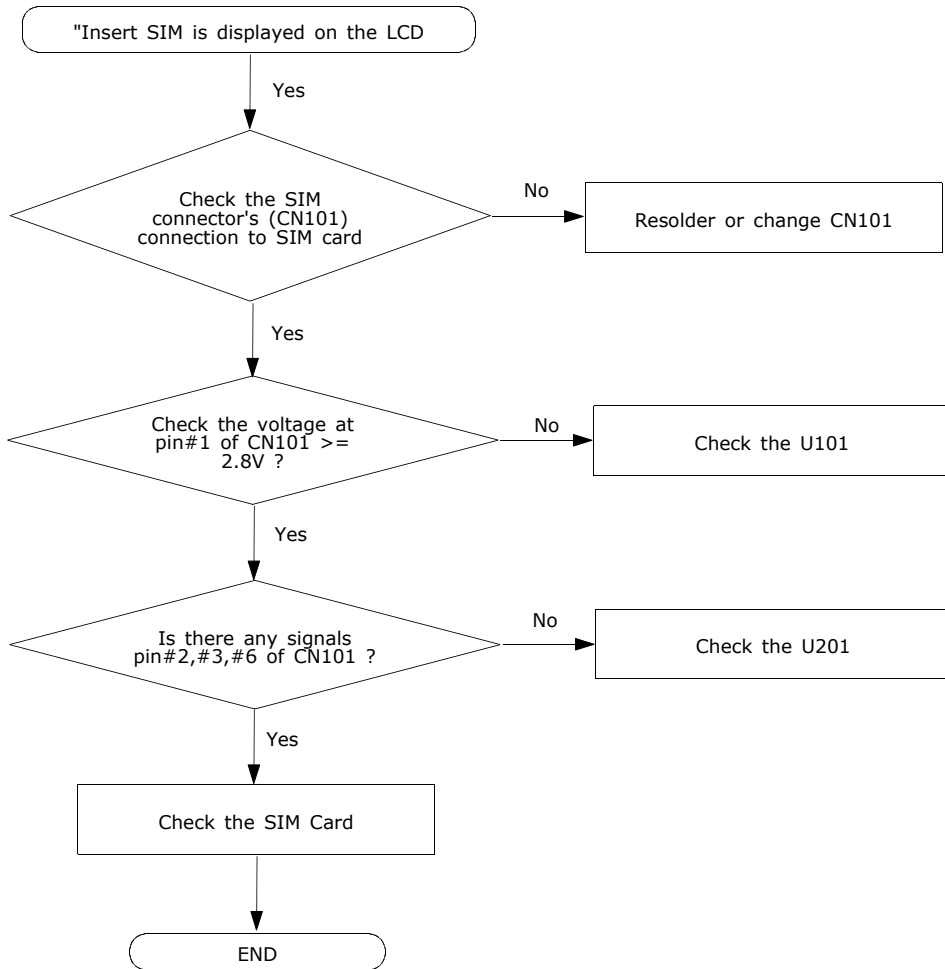 "Insert SIM is displayed on the LCD
Yes
Check the SIM
connector's (CN101)
connection to SIM card
No
Resolder or change CN101
Yes
Check the voltage at
pin#1 of CN101 >=
2.8V ?
No
Check the U101
Yes
Is there any signals
pin#2,#3,#6 of CN101 ?
No
Check the U201
Yes
Check the SIM Card
END